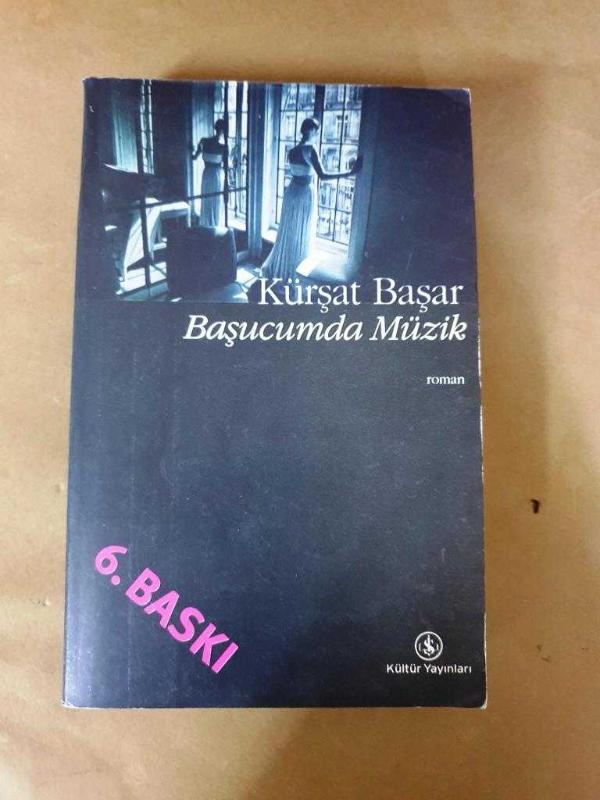 Kürşat Başar
Başucumda Müzik
roman
6. BASKI
Kültür Yayınları